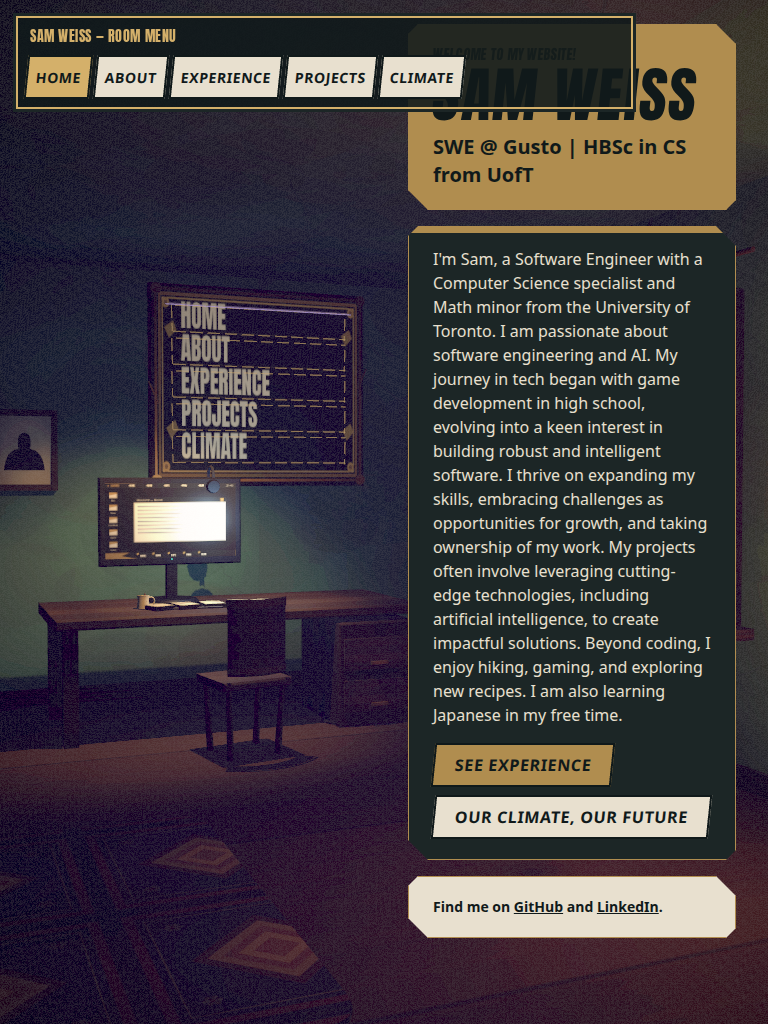 SAM WEISS — ROOM MENU
HOME
ABOUT
EXPERIENCE
PROJECTS
CLIMATE
WELCOME TO MY WEBSITE!
SAM WEISS
SWE @ Gusto | HBSc in CS
from UofT
I'm Sam, a Software Engineer with a
Computer Science specialist and
Math minor from the University of
Toronto. I am passionate about
software engineering and AI. My
journey in tech began with game
development in high school,
evolving into a keen interest in
building robust and intelligent
software. I thrive on expanding my
skills, embracing challenges as
opportunities for growth, and taking
ownership of my work. My projects
often involve leveraging cutting-
edge technologies, including
artificial intelligence, to create
impactful solutions. Beyond coding, I
enjoy hiking, gaming, and exploring
new recipes. I am also learning
Japanese in my free time.
SEE EXPERIENCE
OUR CLIMATE, OUR FUTURE
Find me on GitHub and LinkedIn.
HOME
ABOUT
EXPERIENCE
PROJECTS
CLIMATE